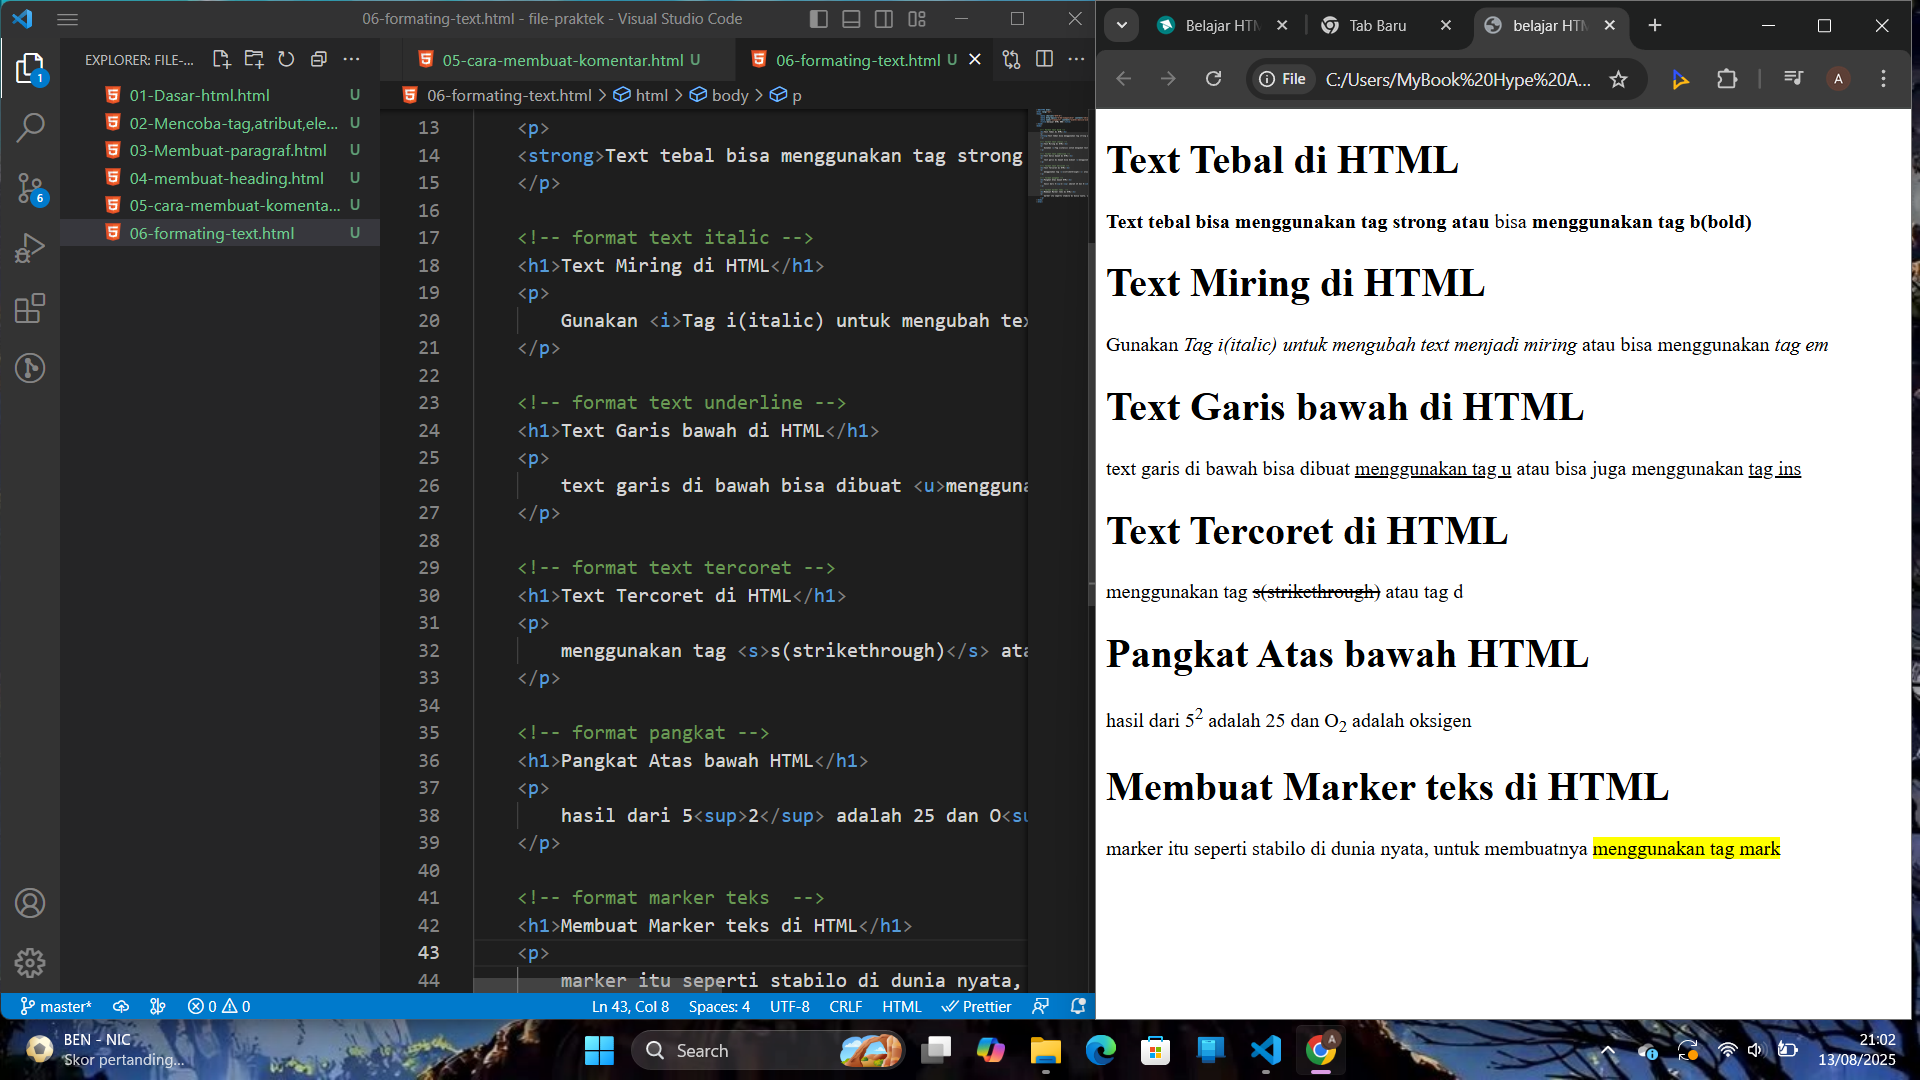 06-formating-text.html - file-praktek - Visual Studio Code
EXPLORER: FILE-...
01-Dasar-html.html U
02-Mencoba-tag,atribut,ele... U
03-Membuat-paragraf.html U
04-membuat-heading.html U
05-cara-membuat-komenta... U
06-formating-text.html U
1
6
05-cara-membuat-komentar.html U
06-formating-text.html U
06-formating-text.html > html > body > p
13 <p>
14 <strong>Text tebal bisa menggunakan tag strong
15 </p>
16
17 <!-- format text italic -->
18 <h1>Text Miring di HTML</h1>
19 <p>
20 Gunakan <i>Tag i(italic) untuk mengubah tex
21 </p>
22
23 <!-- format text underline -->
24 <h1>Text Garis bawah di HTML</h1>
25 <p>
26 text garis di bawah bisa dibuat <u>mengguna
27 </p>
28
29 <!-- format text tercoret -->
30 <h1>Text Tercoret di HTML</h1>
31 <p>
32 menggunakan tag <s>s(strikethrough)</s> ata
33 </p>
34
35 <!-- format pangkat -->
36 <h1>Pangkat Atas bawah HTML</h1>
37 <p>
38 hasil dari 5<sup>2</sup> adalah 25 dan O<su
39 </p>
40
41 <!-- format marker teks  -->
42 <h1>Membuat Marker teks di HTML</h1>
43 <p>
44 marker itu seperti stabilo di dunia nyata,
master* 0 0 Ln 43, Col 8 Spaces: 4 UTF-8 CRLF HTML Prettier
Belajar HTM
Tab Baru
belajar HTM
File C:/Users/MyBook%20Hype%20A...
A
Text Tebal di HTML
Text tebal bisa menggunakan tag strong atau bisa menggunakan tag b(bold)
Text Miring di HTML
Gunakan Tag i(italic) untuk mengubah text menjadi miring atau bisa menggunakan tag em
Text Garis bawah di HTML
text garis di bawah bisa dibuat menggunakan tag u atau bisa juga menggunakan tag ins
Text Tercoret di HTML
menggunakan tag s(strikethrough) atau tag d
Pangkat Atas bawah HTML
hasil dari 5² adalah 25 dan O₂ adalah oksigen
Membuat Marker teks di HTML
marker itu seperti stabilo di dunia nyata, untuk membuatnya menggunakan tag mark
BEN - NIC
Skor pertanding...
Search
A
21:02
13/08/2025